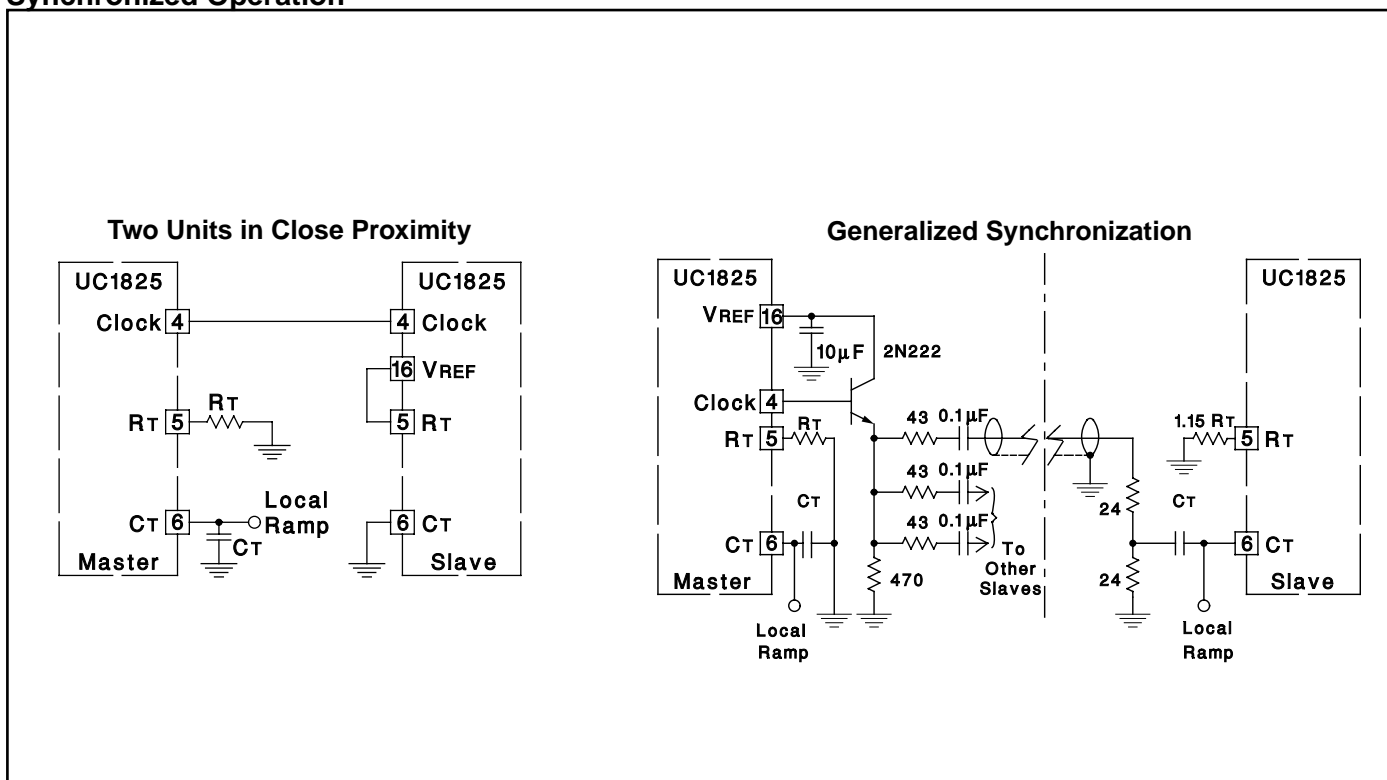 Synchronized Operation
Two Units in Close Proximity
UC1825
UC1825
Clock 4
4 Clock
16 VREF
RT
RT 5
5 RT
Local
Ramp
CT 6
CT
6 CT
Master
Slave
Generalized Synchronization
UC1825
UC1825
VREF 16
10µF
2N222
Clock 4
RT 5
RT
43 0.1µF
1.15 RT
5 RT
43 0.1µF
CT
43 0.1µF
24
CT
CT 6
To
Other
Slaves
6 CT
Master
470
24
Slave
Local
Ramp
Local
Ramp